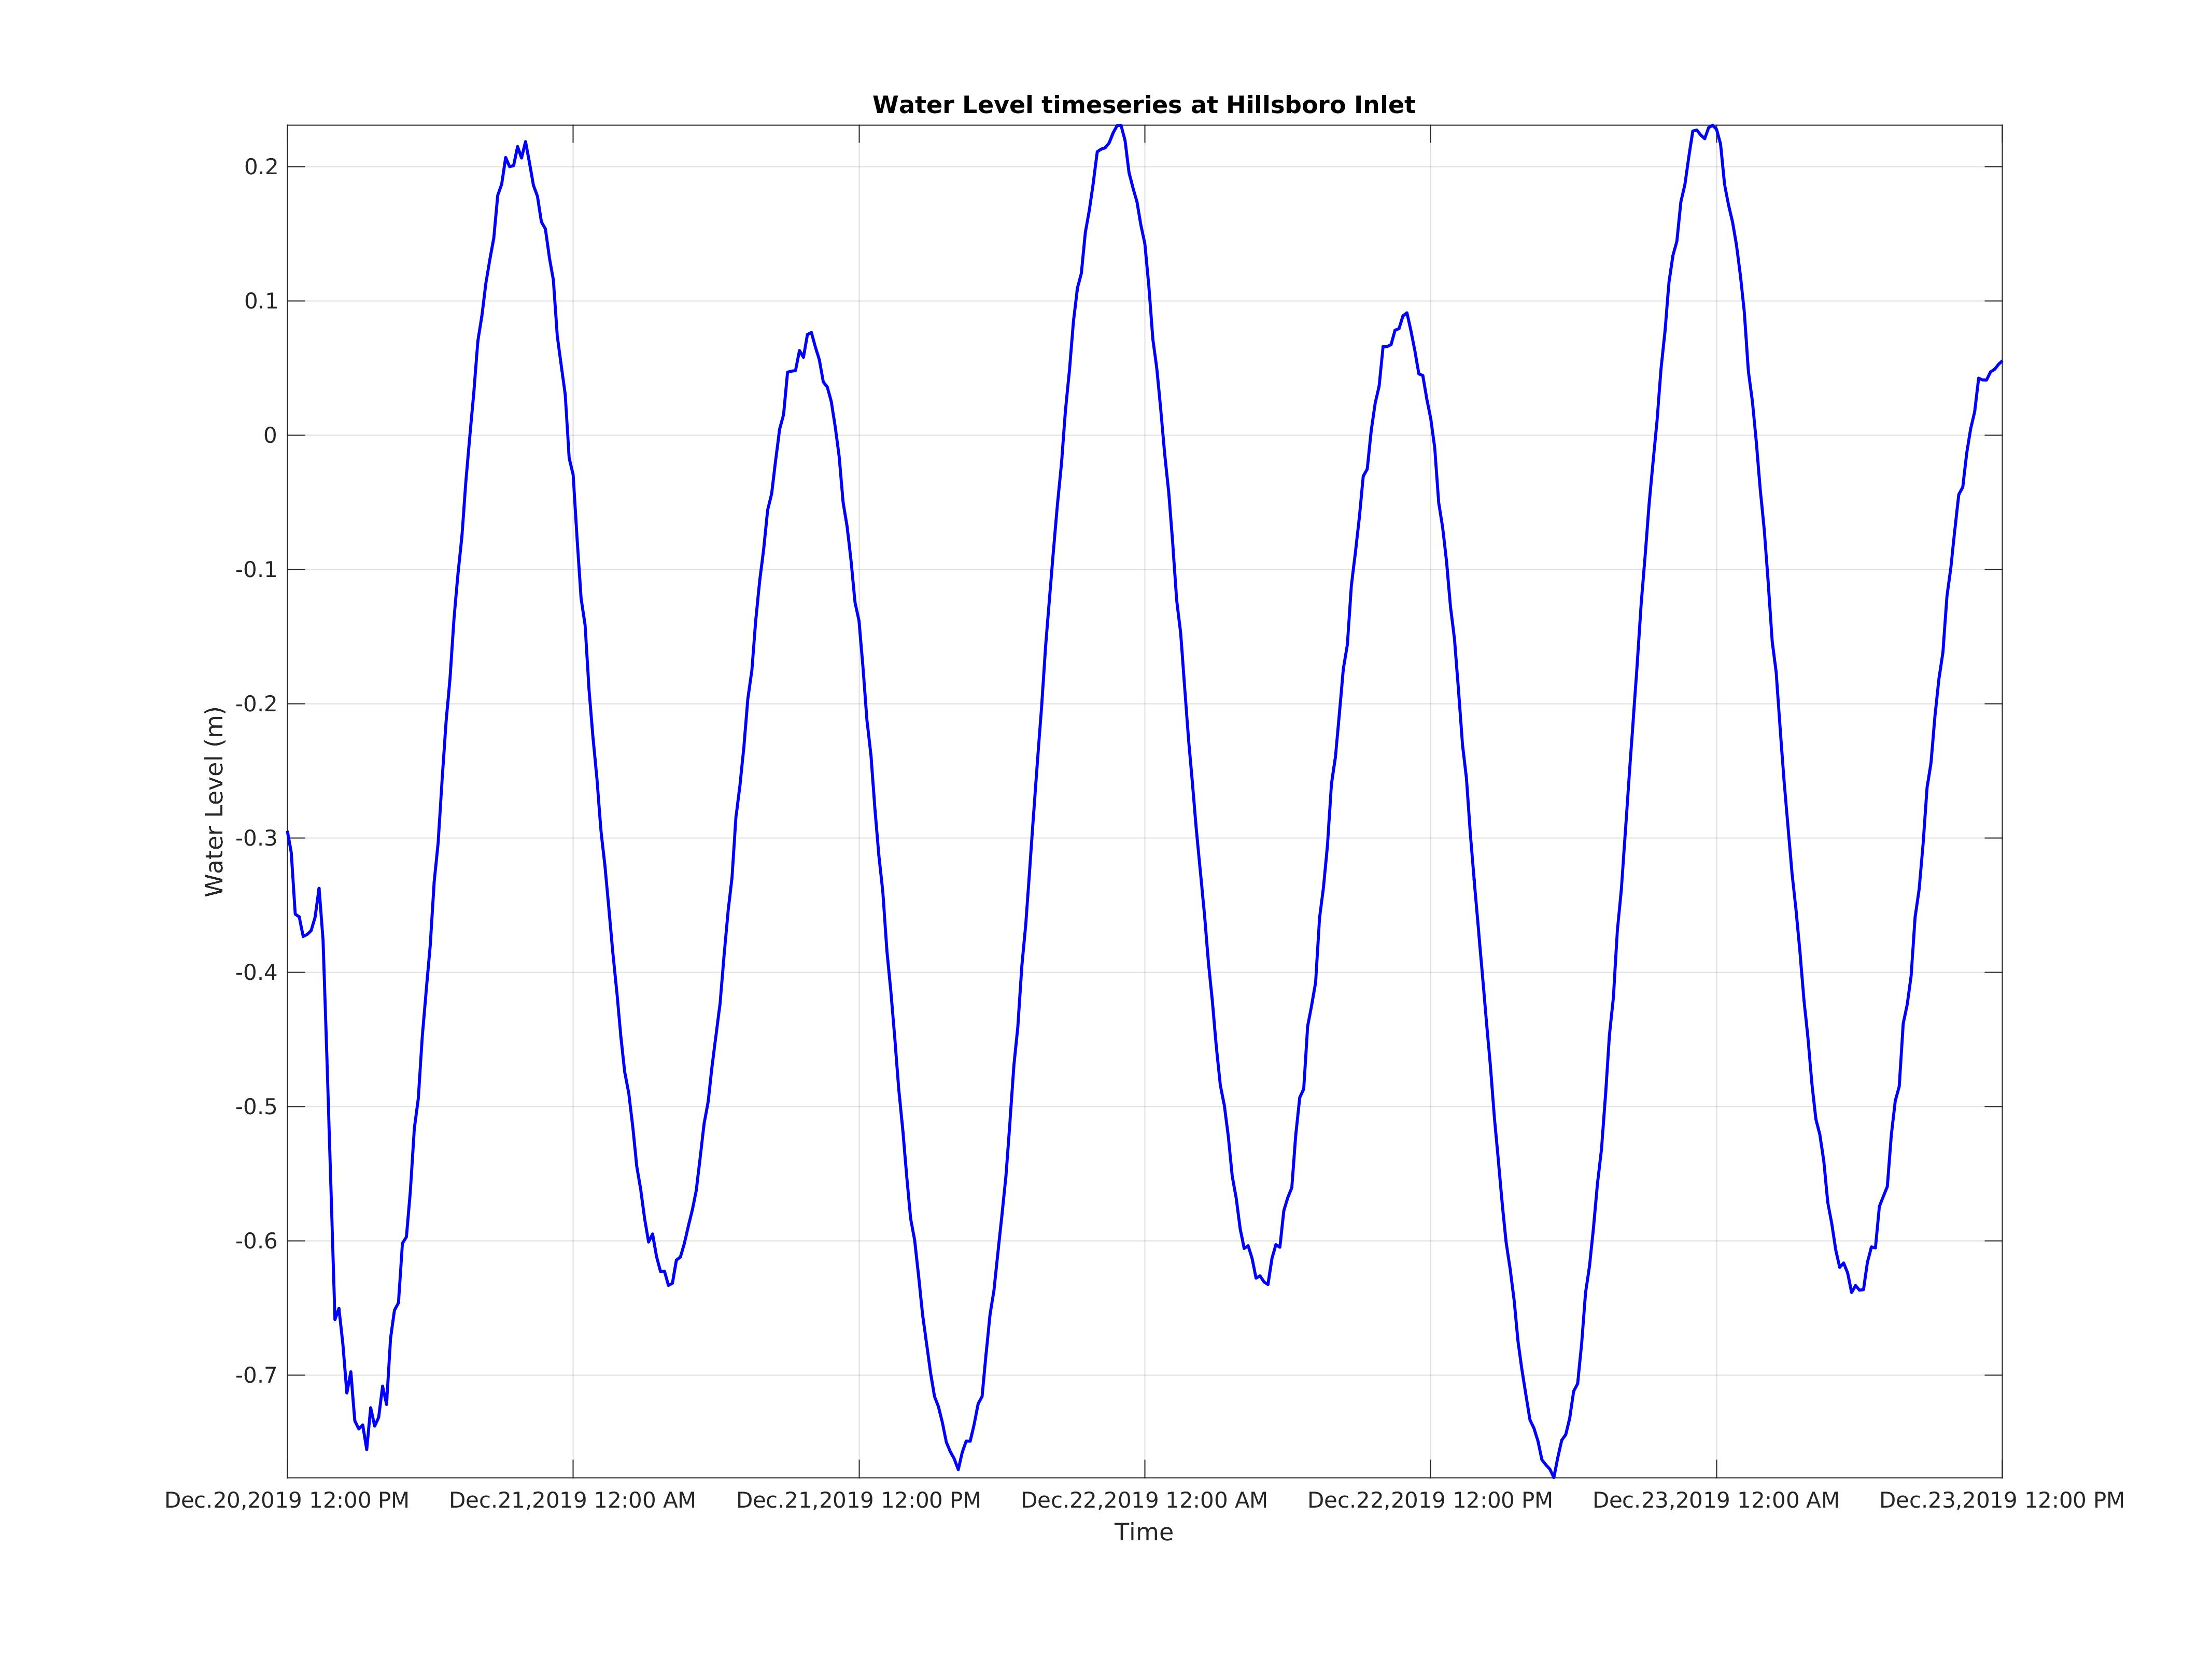 Water Level timeseries at Hillsboro Inlet
0.2
0.1
0
-0.1
-0.2
-0.3
-0.4
-0.5
-0.6
-0.7
Water Level (m)
Dec.20,2019 12:00 PM
Dec.21,2019 12:00 AM
Dec.21,2019 12:00 PM
Dec.22,2019 12:00 AM
Dec.22,2019 12:00 PM
Dec.23,2019 12:00 AM
Dec.23,2019 12:00 PM
Time